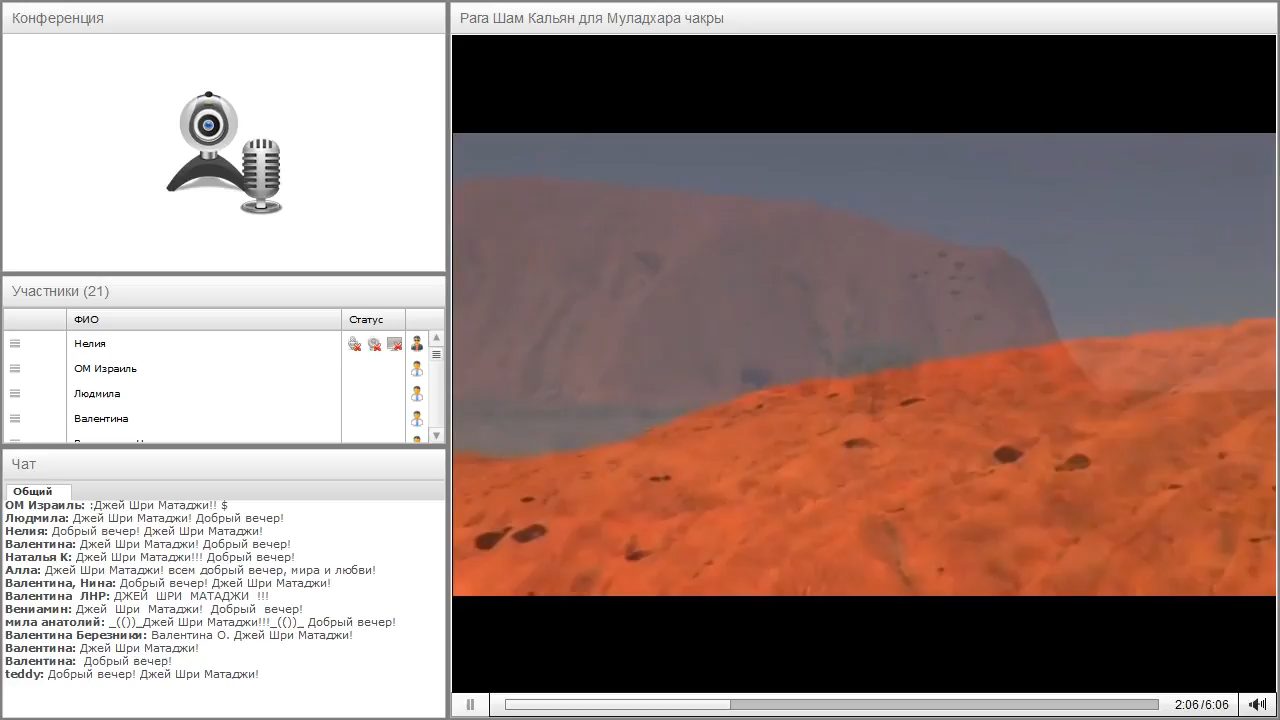 Конференция
Рага Шам Кальян для Муладхара чакры
Участники (21)
ФИО
Статус
Нелия
ОМ Израиль
Людмила
Валентина
Чат
Общий
ОМ Израиль: :Джей Шри Матаджи!! $
Людмила: Джей Шри Матаджи! Добрый вечер!
Нелия: Добрый вечер! Джей Шри Матаджи!
Валентина: Джей Шри Матаджи! Добрый вечер!
Наталья К: Джей Шри Матаджи!!! Добрый вечер!
Алла: Джей Шри Матаджи! всем добрый вечер, мира и любви!
Валентина, Нина: Добрый вечер! Джей Шри Матаджи!
Валентина ЛНР: ДЖЕЙ ШРИ МАТАДЖИ !!!
Вениамин: Джей Шри Матаджи! Добрый вечер!
мила анатолий: _(())_Джей Шри Матаджи!!!_(())_ Добрый вечер!
Валентина Березники: Валентина О. Джей Шри Матаджи!
Валентина: Джей Шри Матаджи!
Валентина: Добрый вечер!
teddy: Добрый вечер! Джей Шри Матаджи!
2:06/6:06